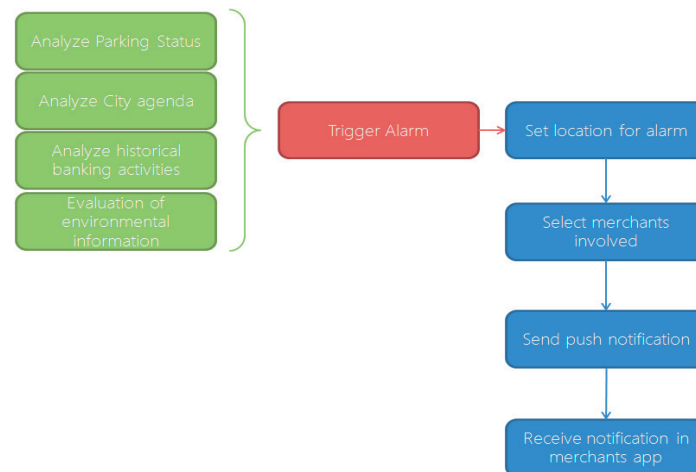 Analyze Parking Status
Analyze City agenda
Analyze historical
banking activities
Evaluation of
environmental
information
Trigger Alarm
Set location for alarm
Select merchants
involved
Send push notification
Receive notification in
merchants app